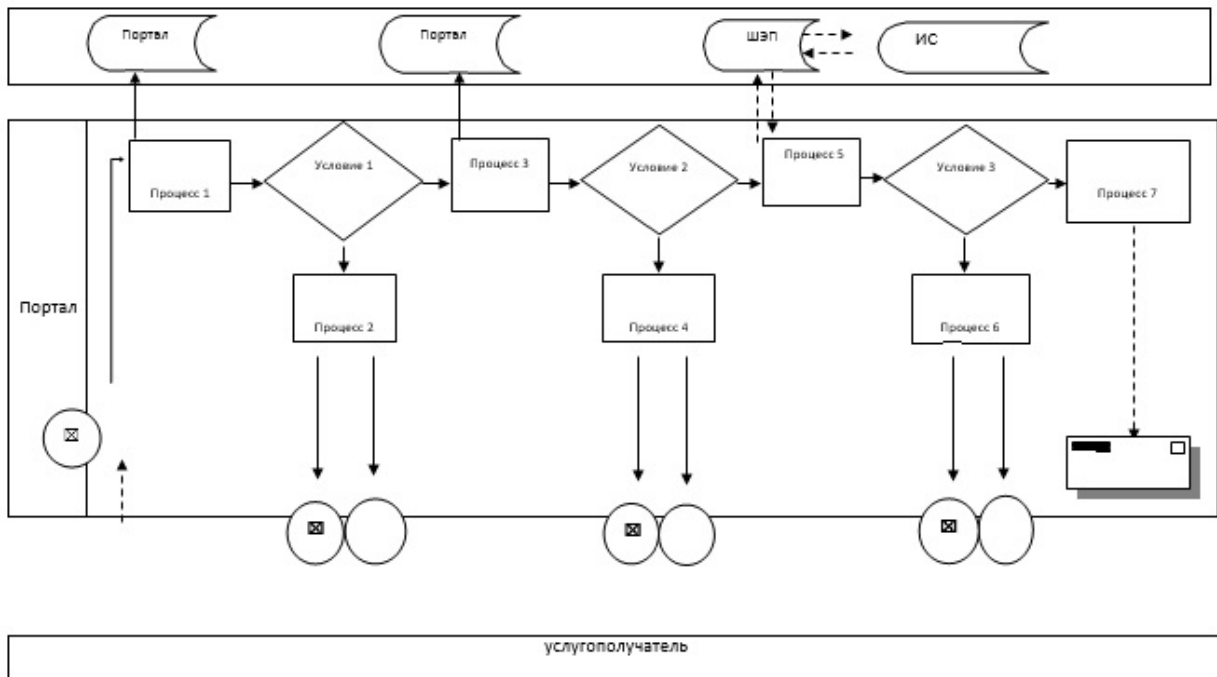 Портал
Портал
ШЭП
ИС
Условие 1
Условие 2
Процесс 5
Условие 3
Процесс 3
Процесс 1
Процесс 7
Портал
Процесс 2
Процесс 4
Процесс 6
услугополучатель